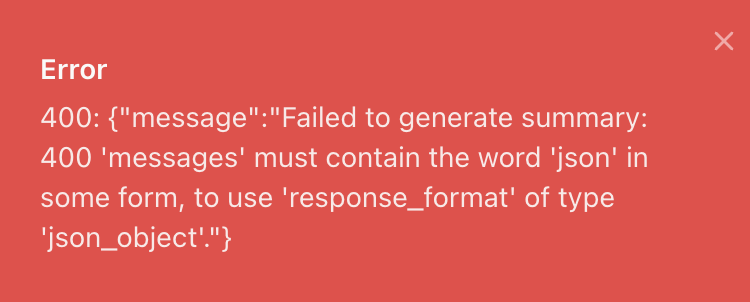 Error
400: {"message":"Failed to generate summary:
400 'messages' must contain the word 'json' in
some form, to use 'response_format' of type
'json_object'."}